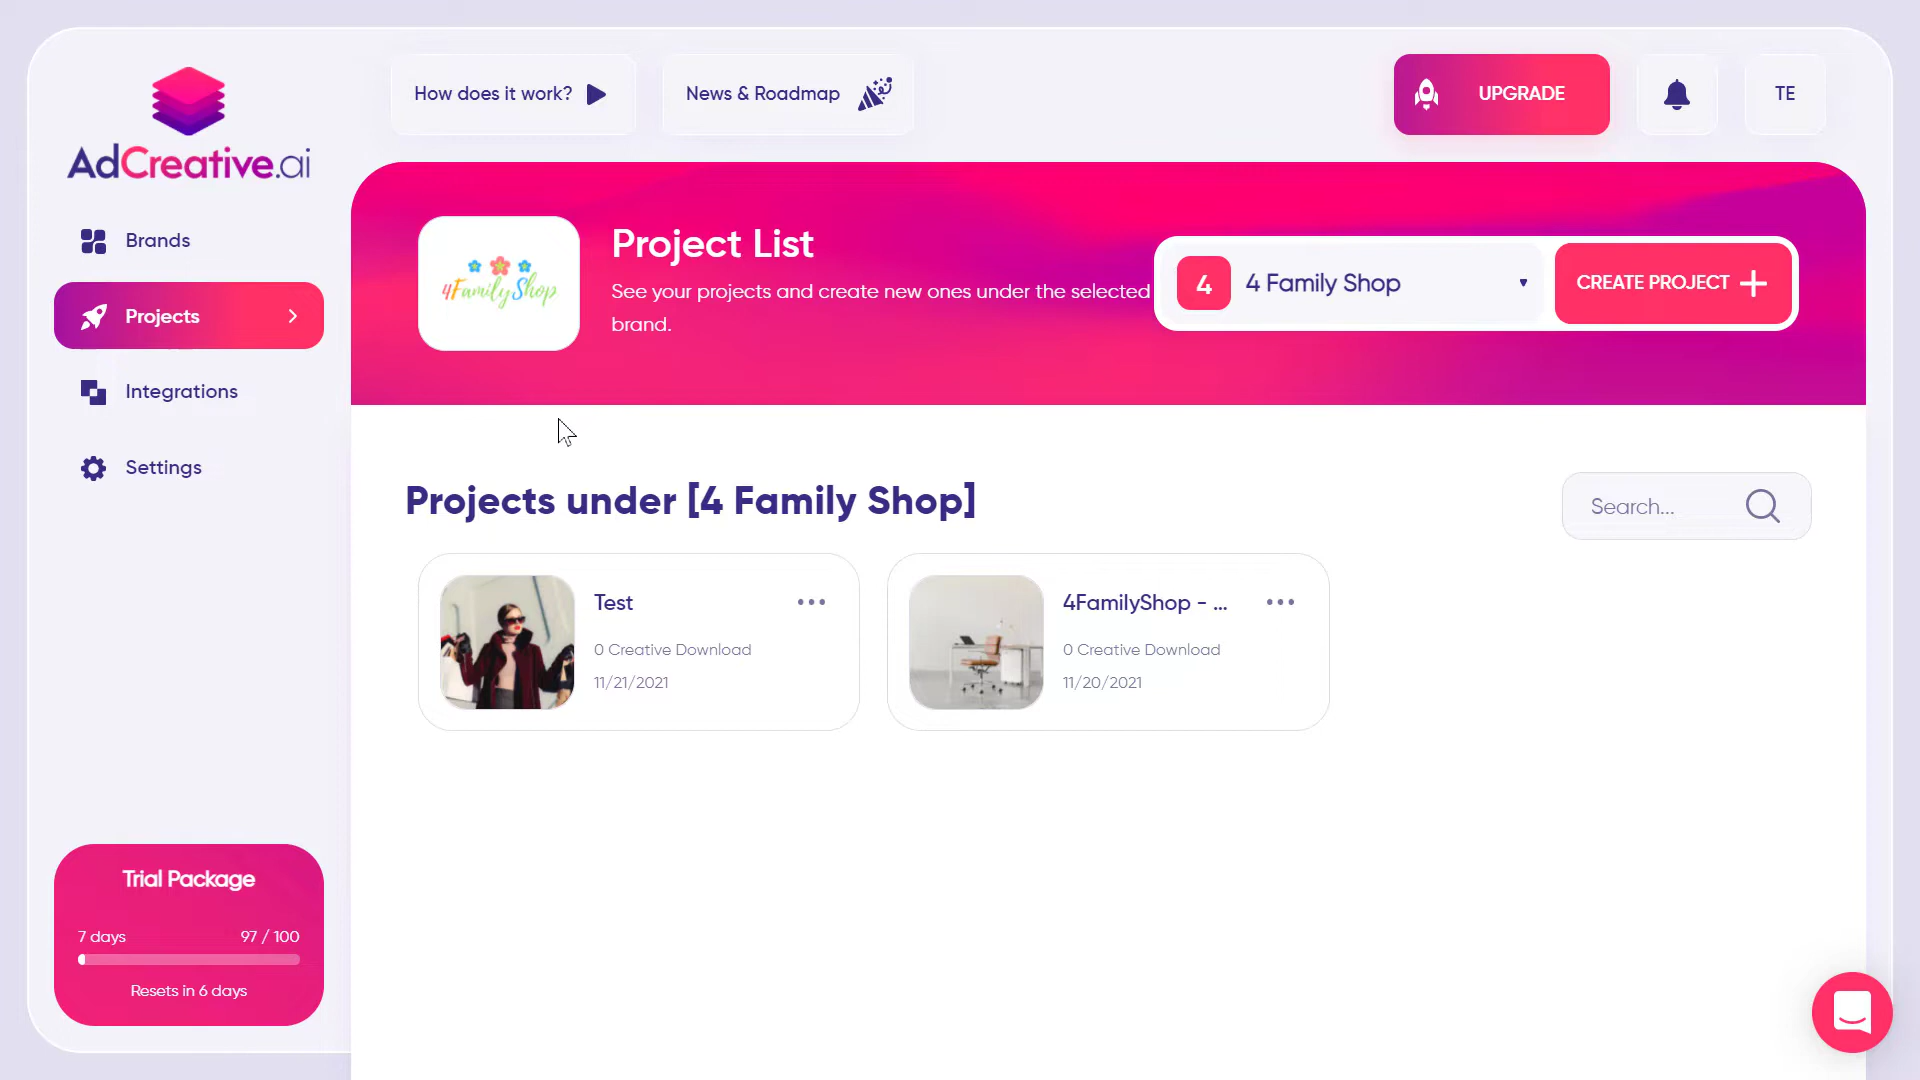 AdCreative.ai
How does it work?
News & Roadmap
UPGRADE
TE
Brands
Projects
Integrations
Settings
4FamilyShop
Project List
See your projects and create new ones under the selected
brand.
4
4 Family Shop
CREATE PROJECT
Projects under [4 Family Shop]
Search...
Test
0 Creative Download
11/21/2021
4FamilyShop - ...
0 Creative Download
11/20/2021
Trial Package
7 days
97 / 100
Resets in 6 days